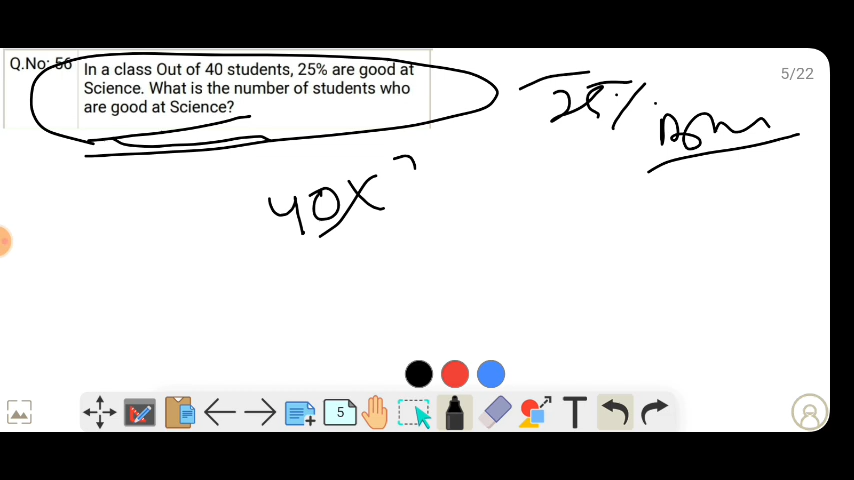 Q.No: 56
In a class Out of 40 students, 25% are good at
Science. What is the number of students who
are good at Science?
5/22
25%
40X
5
T